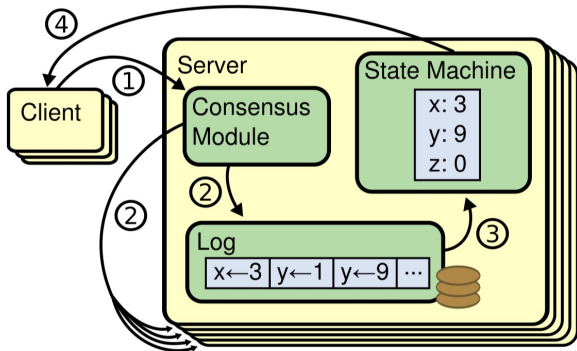 ④
①
Server
State Machine
x: 3
y: 9
z: 0
Client
Consensus
Module
②
②
③
Log
x←3 y←1 y←9 ...